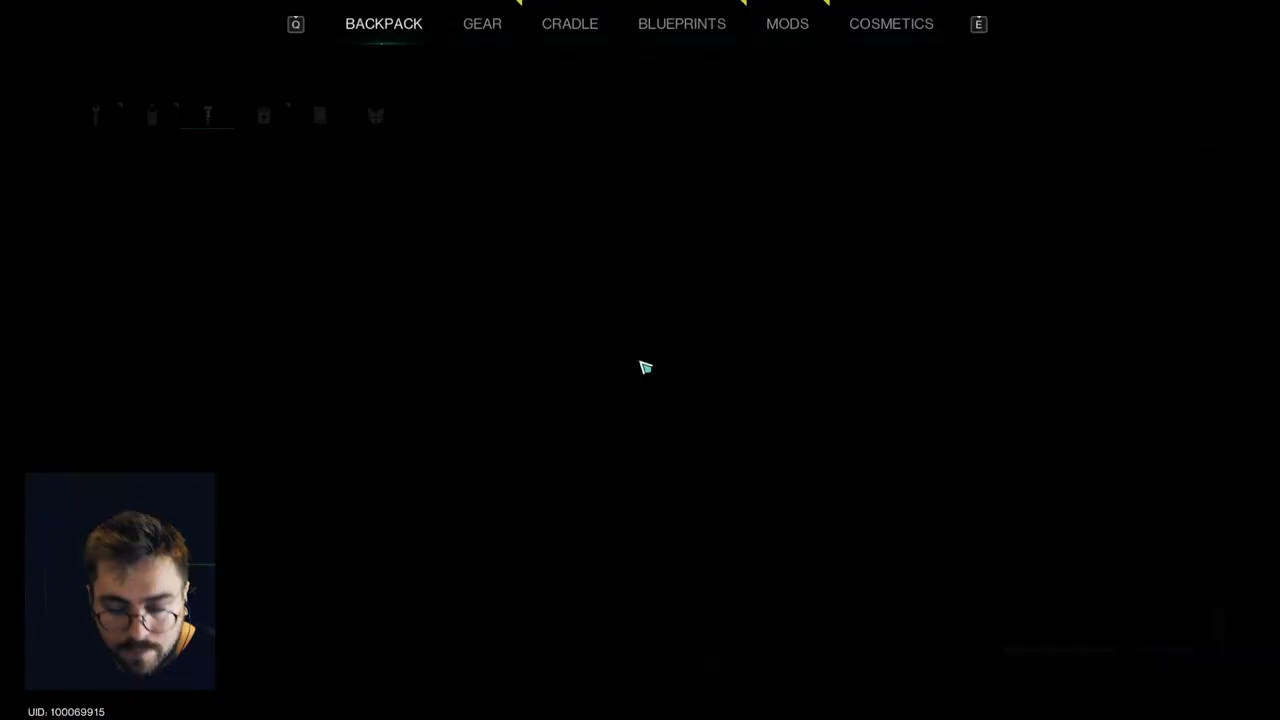 Q BACKPACK GEAR CRADLE BLUEPRINTS MODS COSMETICS E
UID: 100069915